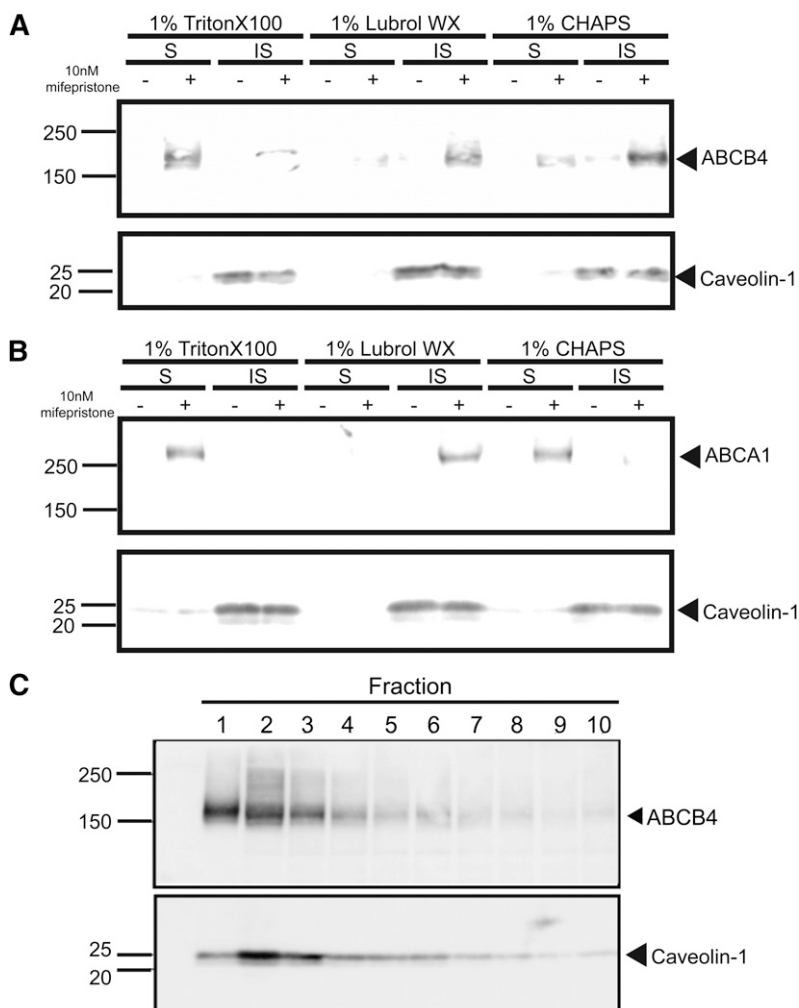 A
1% TritonX100 1% Lubrol WX 1% CHAPS
S IS S IS S IS
10nM
mifepristone
- + - + - + - + - + - +
250
150
ABCB4
25
20
Caveolin-1
B
1% TritonX100 1% Lubrol WX 1% CHAPS
S IS S IS S IS
10nM
mifepristone
- + - + - + - + - + - +
250
150
ABCA1
25
20
Caveolin-1
C
Fraction
1 2 3 4 5 6 7 8 9 10
250
150
ABCB4
25
20
Caveolin-1